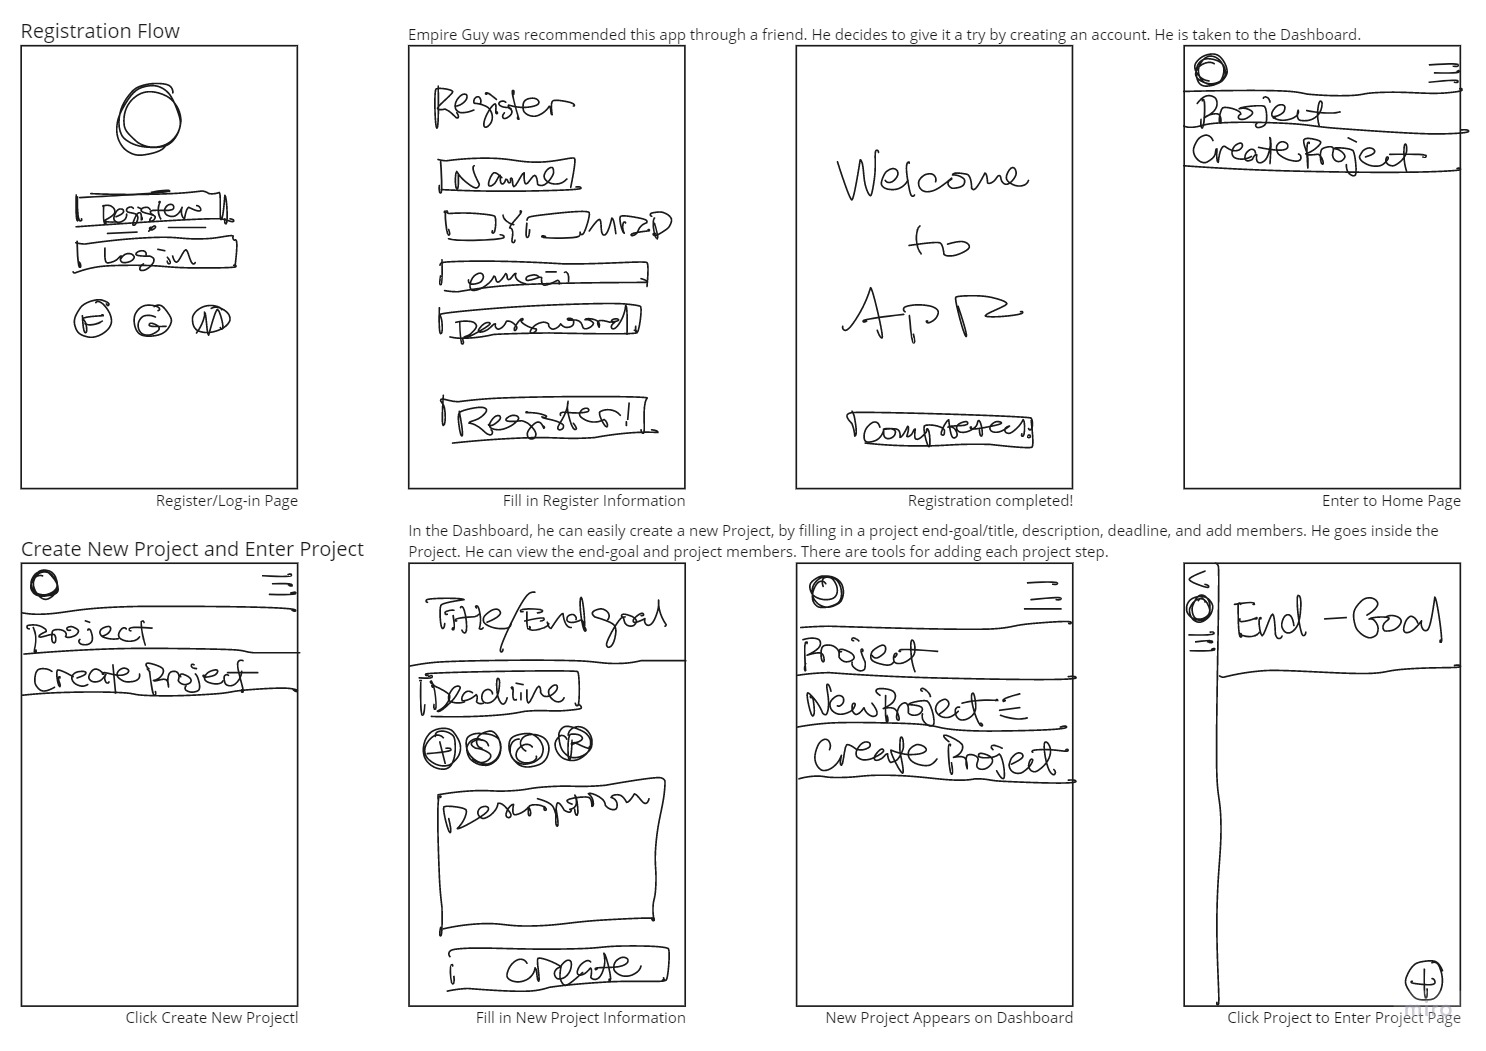 Registration Flow
Empire Guy was recommended this app through a friend. He decides to give it a try by creating an account. He is taken to the Dashboard.
Register
Login
F G M
Register/Log-in Page
Register
Name
email
password
Register!
Fill in Register Information
Welcome
to
App
Completed!
Registration completed!
Project
Create Project
Enter to Home Page
Create New Project and Enter Project
In the Dashboard, he can easily create a new Project, by filling in a project end-goal/title, description, deadline, and add members. He goes inside the
Project. He can view the end-goal and project members. There are tools for adding each project step.
Project
Create Project
Click Create New Project!
Title/End goal
Deadline
+ S E R
Description
Create
Fill in New Project Information
Project
New Project
Create Project
New Project Appears on Dashboard
<
End - Goal
+
Click Project to Enter Project Page
miro